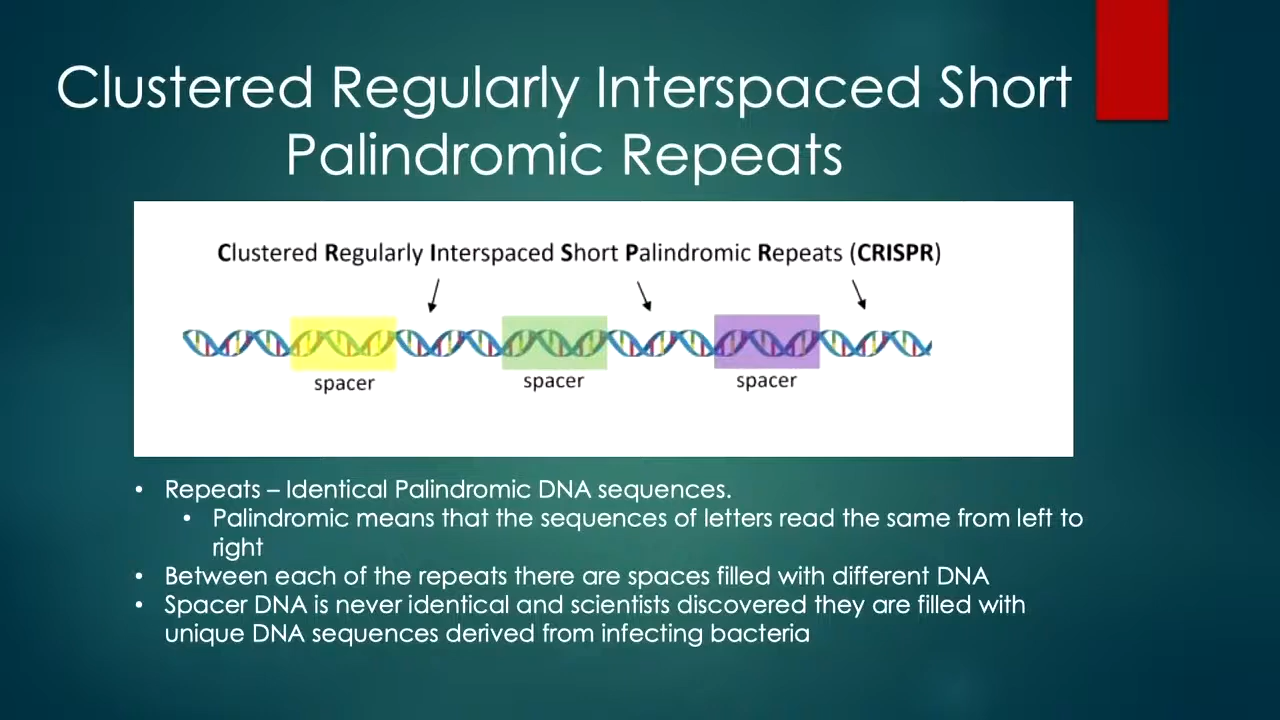 Clustered Regularly Interspaced Short
Palindromic Repeats
Clustered Regularly Interspaced Short Palindromic Repeats (CRISPR)
spacer
spacer
spacer
• Repeats – Identical Palindromic DNA sequences.
• Palindromic means that the sequences of letters read the same from left to
right
• Between each of the repeats there are spaces filled with different DNA
• Spacer DNA is never identical and scientists discovered they are filled with
unique DNA sequences derived from infecting bacteria